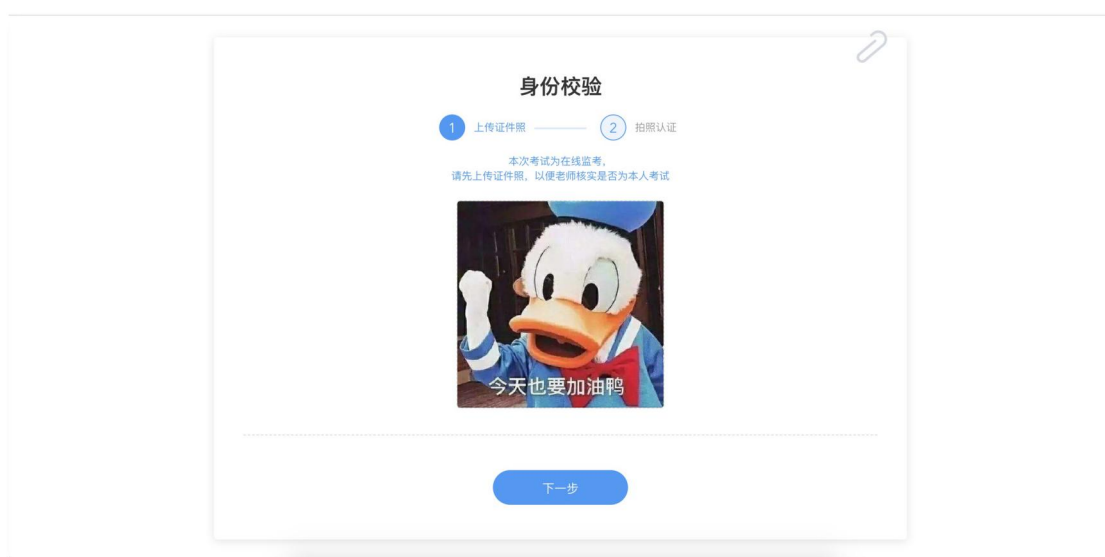 身份校验
1 上传证件照 2 拍照认证
本次考试为在线监考，
请先上传证件照，以便老师核实是否为本人考试
今天也要加油鸭
下一步